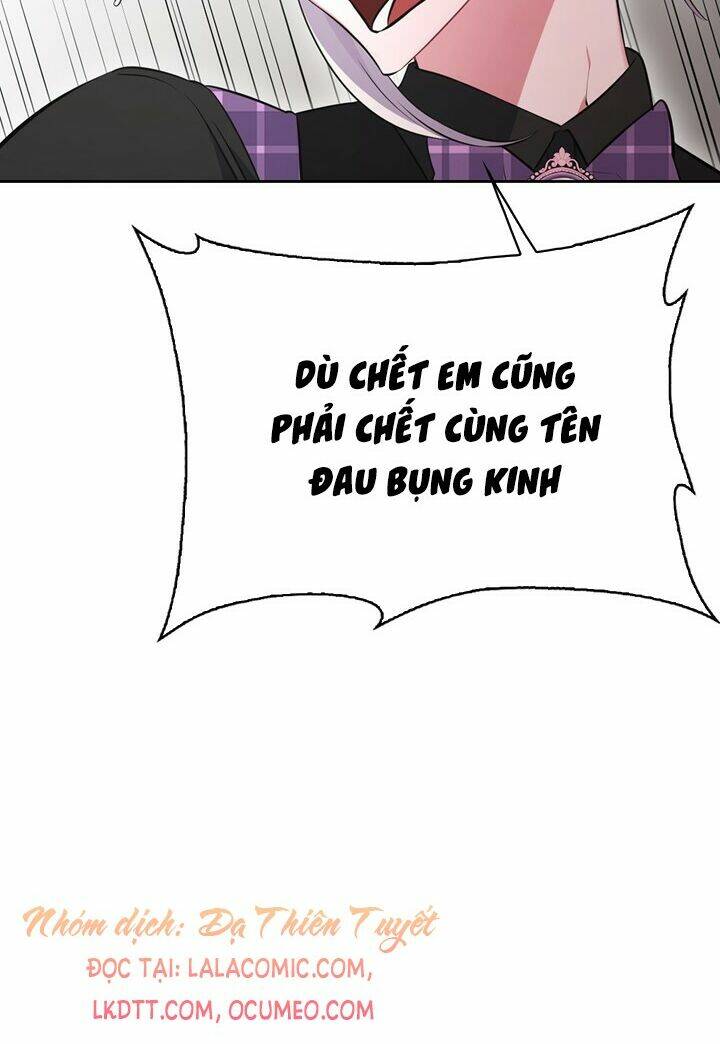 DÙ CHẾT EM CŨNG
PHẢI CHẾT CÙNG TÊN
ĐAU BỤNG KINH
Nhóm dịch: Dạ Thiên Tuyết
ĐỌC TẠI: LALACOMIC.COM,
LKDTT.COM, OCUMEO.COM